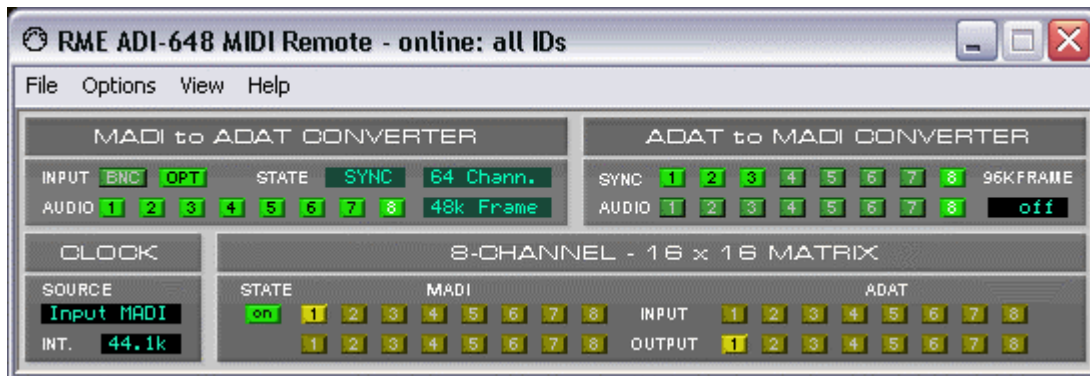 RME ADI-648 MIDI Remote - online: all IDs
File Options View Help
MADI to ADAT CONVERTER
INPUT BNC OPT STATE SYNC 64 Chann.
AUDIO 1 2 3 4 5 6 7 8 48k Frame
ADAT to MADI CONVERTER
SYNC 1 2 3 4 5 6 7 8 96KFRAME
AUDIO 1 2 3 4 5 6 7 8 off
CLOCK
SOURCE
Input MADI
INT. 44.1k
8-CHANNEL - 16 x 16 MATRIX
STATE MADI ADAT
on 1 2 3 4 5 6 7 8 INPUT 1 2 3 4 5 6 7 8
1 2 3 4 5 6 7 8 OUTPUT 1 2 3 4 5 6 7 8